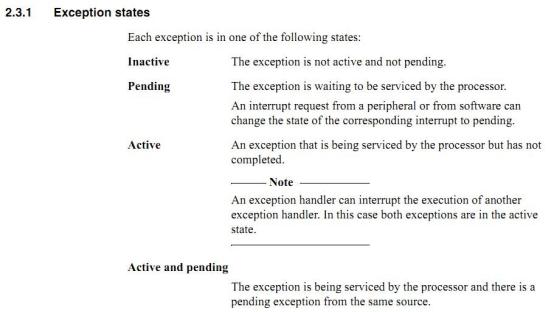 2.3.1 Exception states
Each exception is in one of the following states:
Inactive The exception is not active and not pending.
Pending The exception is waiting to be serviced by the processor.
An interrupt request from a peripheral or from software can
change the state of the corresponding interrupt to pending.
Active An exception that is being serviced by the processor but has not
completed.
Note
An exception handler can interrupt the execution of another
exception handler. In this case both exceptions are in the active
state.
Active and pending
The exception is being serviced by the processor and there is a
pending exception from the same source.